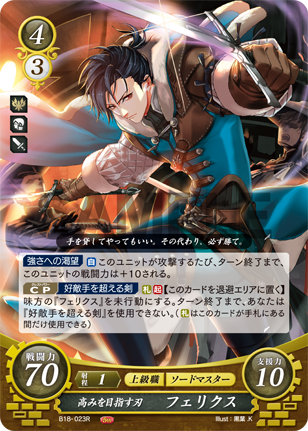 4
3
手を貸してやってもいい。その代わり、必ず勝て。
強さへの渇望 自 このユニットが攻撃するたび、ターン終了まで、
このユニットの戦闘力は+10される。
CP 好敵手を超える剣 札 起 【このカードを退避エリアに置く】
味方の『フェリクス』を未行動にする。ターン終了まで、あなたは
『好敵手を超える剣』を使用できない。(札はこのカードが手札にある
間だけ使用できる)
戦闘力 70
射程 1 上級職 ソードマスター
支援力 10
高みを目指す刃 フェリクス
B18-023R Illust:黒葉.K